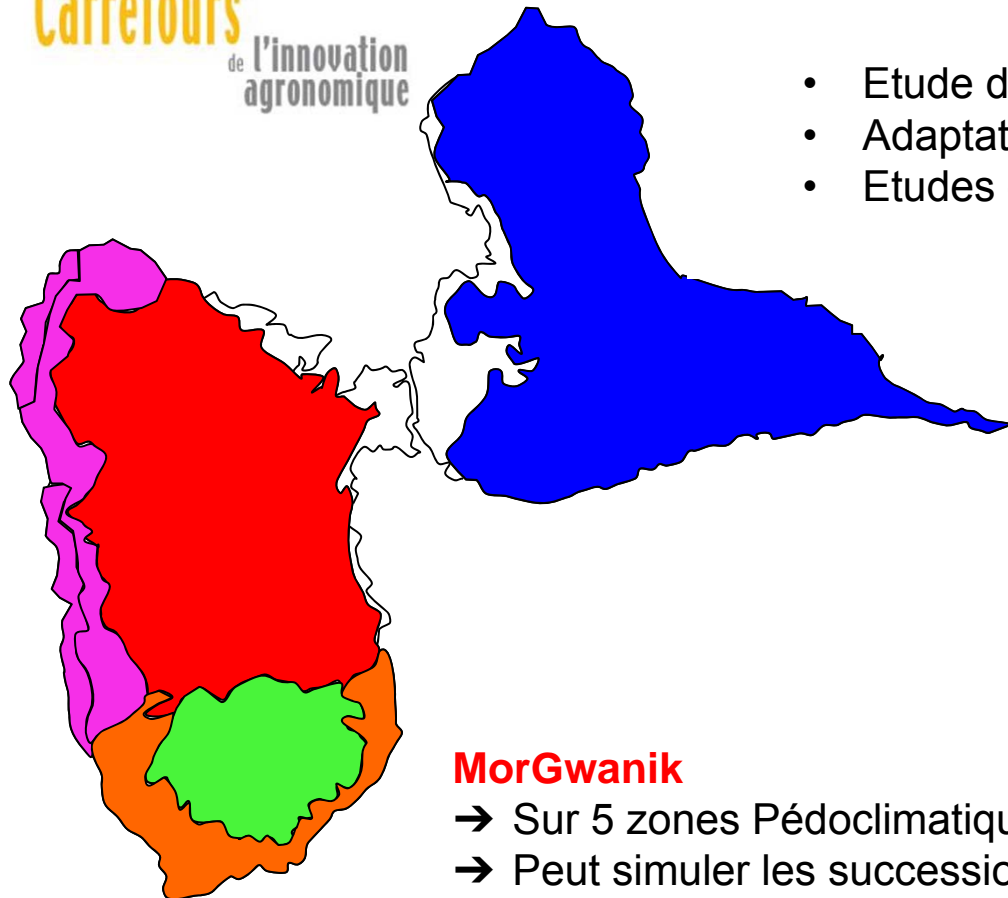 Carrefours
de l'innovation
agronomique
• Etude d
• Adaptat
• Etudes
MorGwanik
➔ Sur 5 zones Pédoclimatiqu
➔ Peut simuler les successio